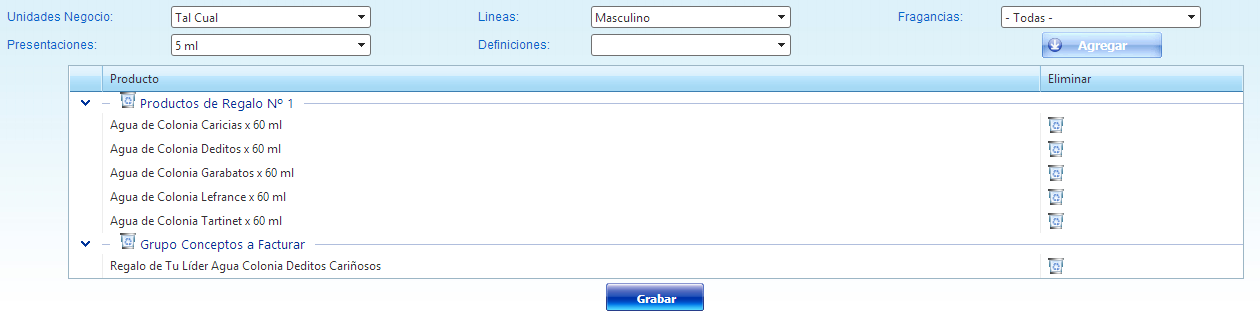 Unidades Negocio: Tal Cual Lineas: Masculino Fragancias: - Todas -
Presentaciones: 5 ml Definiciones: Agregar
Producto Eliminar
Productos de Regalo Nº 1
Agua de Colonia Caricias x 60 ml
Agua de Colonia Deditos x 60 ml
Agua de Colonia Garabatos x 60 ml
Agua de Colonia Lefrance x 60 ml
Agua de Colonia Tartinet x 60 ml
Grupo Conceptos a Facturar
Regalo de Tu Líder Agua Colonia Deditos Cariñosos
Grabar